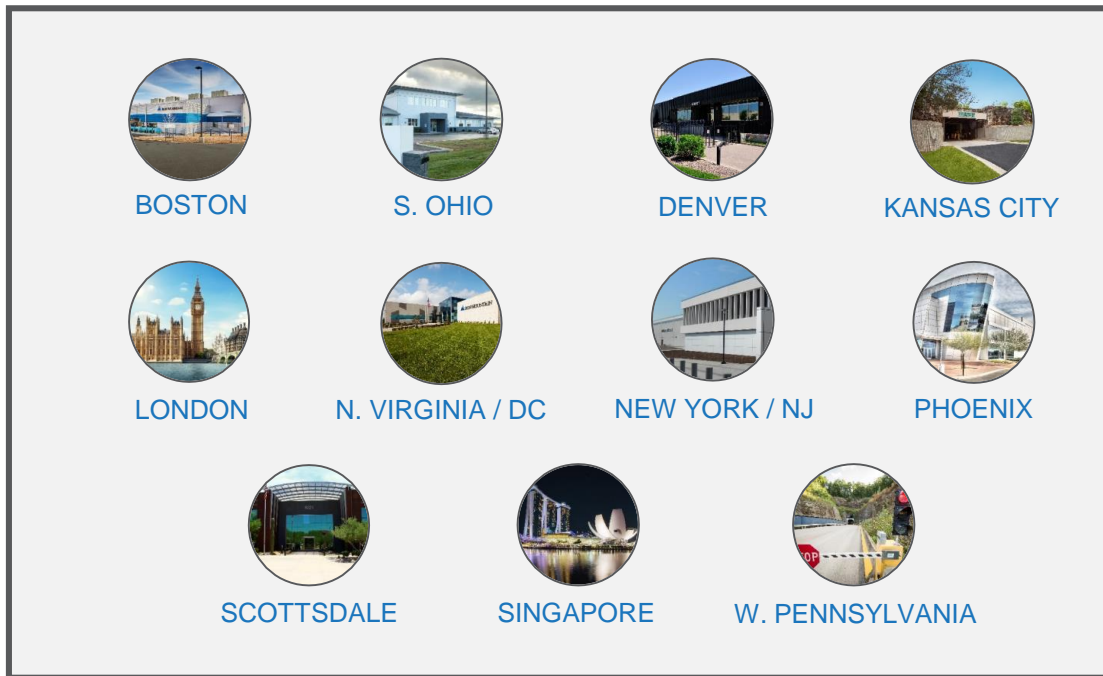 BOSTON
S. OHIO
DENVER
KANSAS CITY
LONDON
N. VIRGINIA / DC
NEW YORK / NJ
PHOENIX
SCOTTSDALE
SINGAPORE
W. PENNSYLVANIA